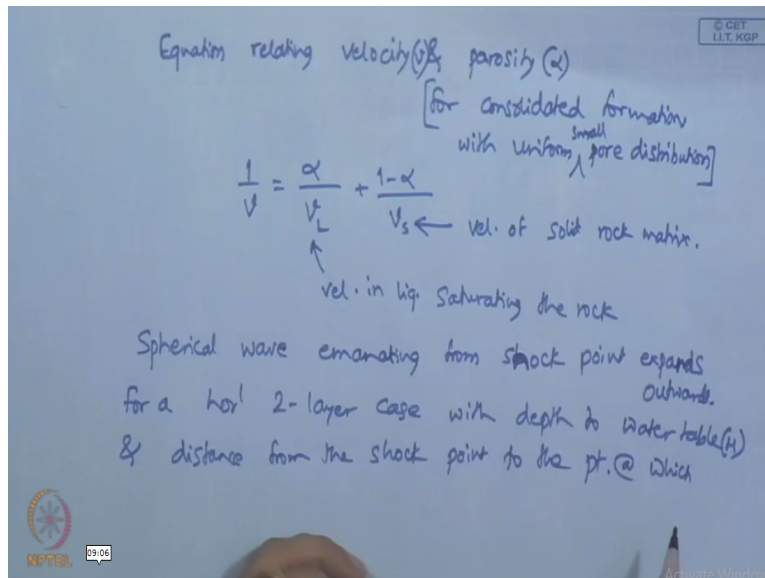 © CET
I.I.T. KGP
Equation relating velocity(v)& porosity (α)
[for consolidated formation
with uniform small pore distribution]
1/v = α/v_L + 1-α/v_s ← vel. of solid rock matrix.
vel. in liq. saturating the rock
Spherical wave emanating from shock point expands
outwards.
for a hor'l 2-layer case with depth to water table(H)
& distance from the shock point to the pt. @ which
NPTEL
09:06
Activate Windows